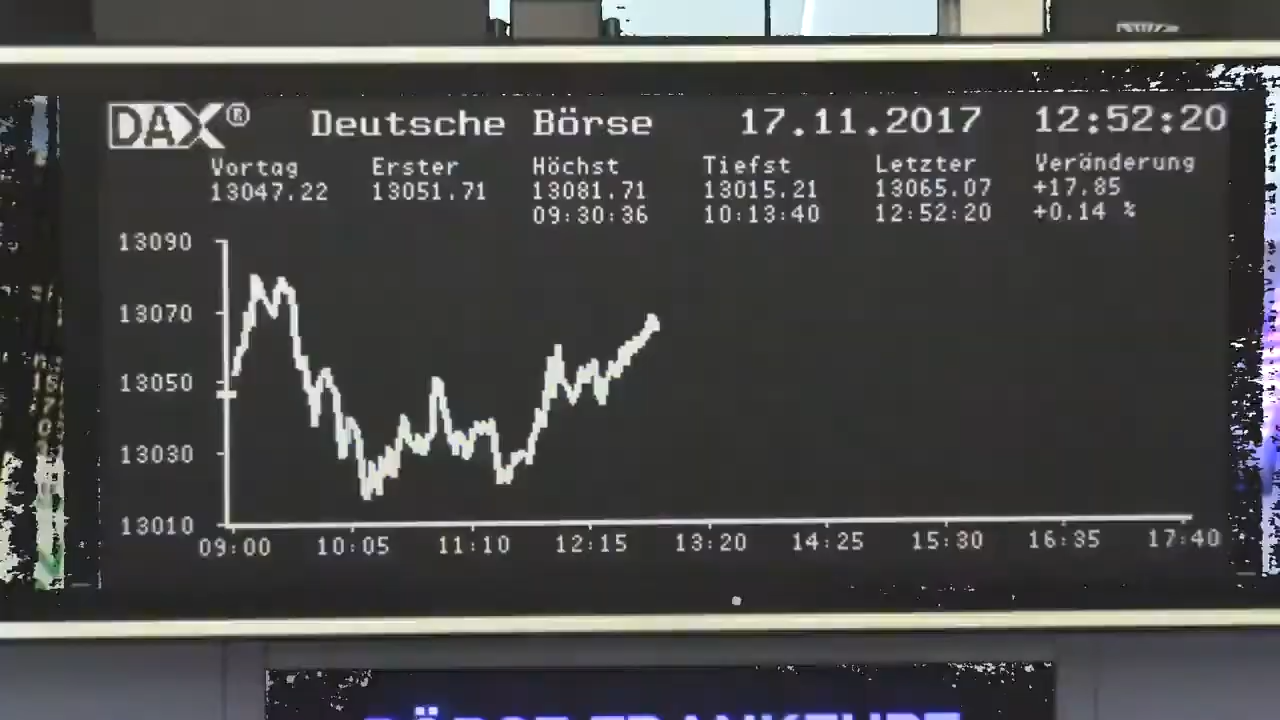 DAX® Deutsche Börse 17.11.2017 12:52:20
Vortag Erster Höchst Tiefst Letzter Veränderung
13047.22 13051.71 13081.71 13015.21 13065.07 +17.85
09:30:36 10:13:40 12:52:20 +0.14 %
13090
13070
13050
13030
13010
09:00 10:05 11:10 12:15 13:20 14:25 15:30 16:35 17:40
BÖRSE FRANKFURT